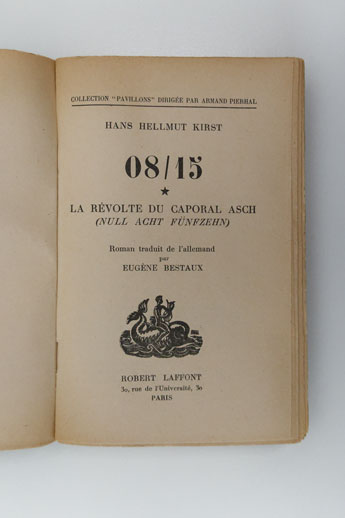 COLLECTION "PAVILLONS" DIRIGÉE PAR ARMAND PIERHAL
HANS HELLMUT KIRST
08/15
★
LA RÉVOLTE DU CAPORAL ASCH
(NULL ACHT FÜNFZEHN)
Roman traduit de l'allemand
par
EUGÈNE BESTAUX
ROBERT LAFFONT
30, rue de l'Université, 30
PARIS